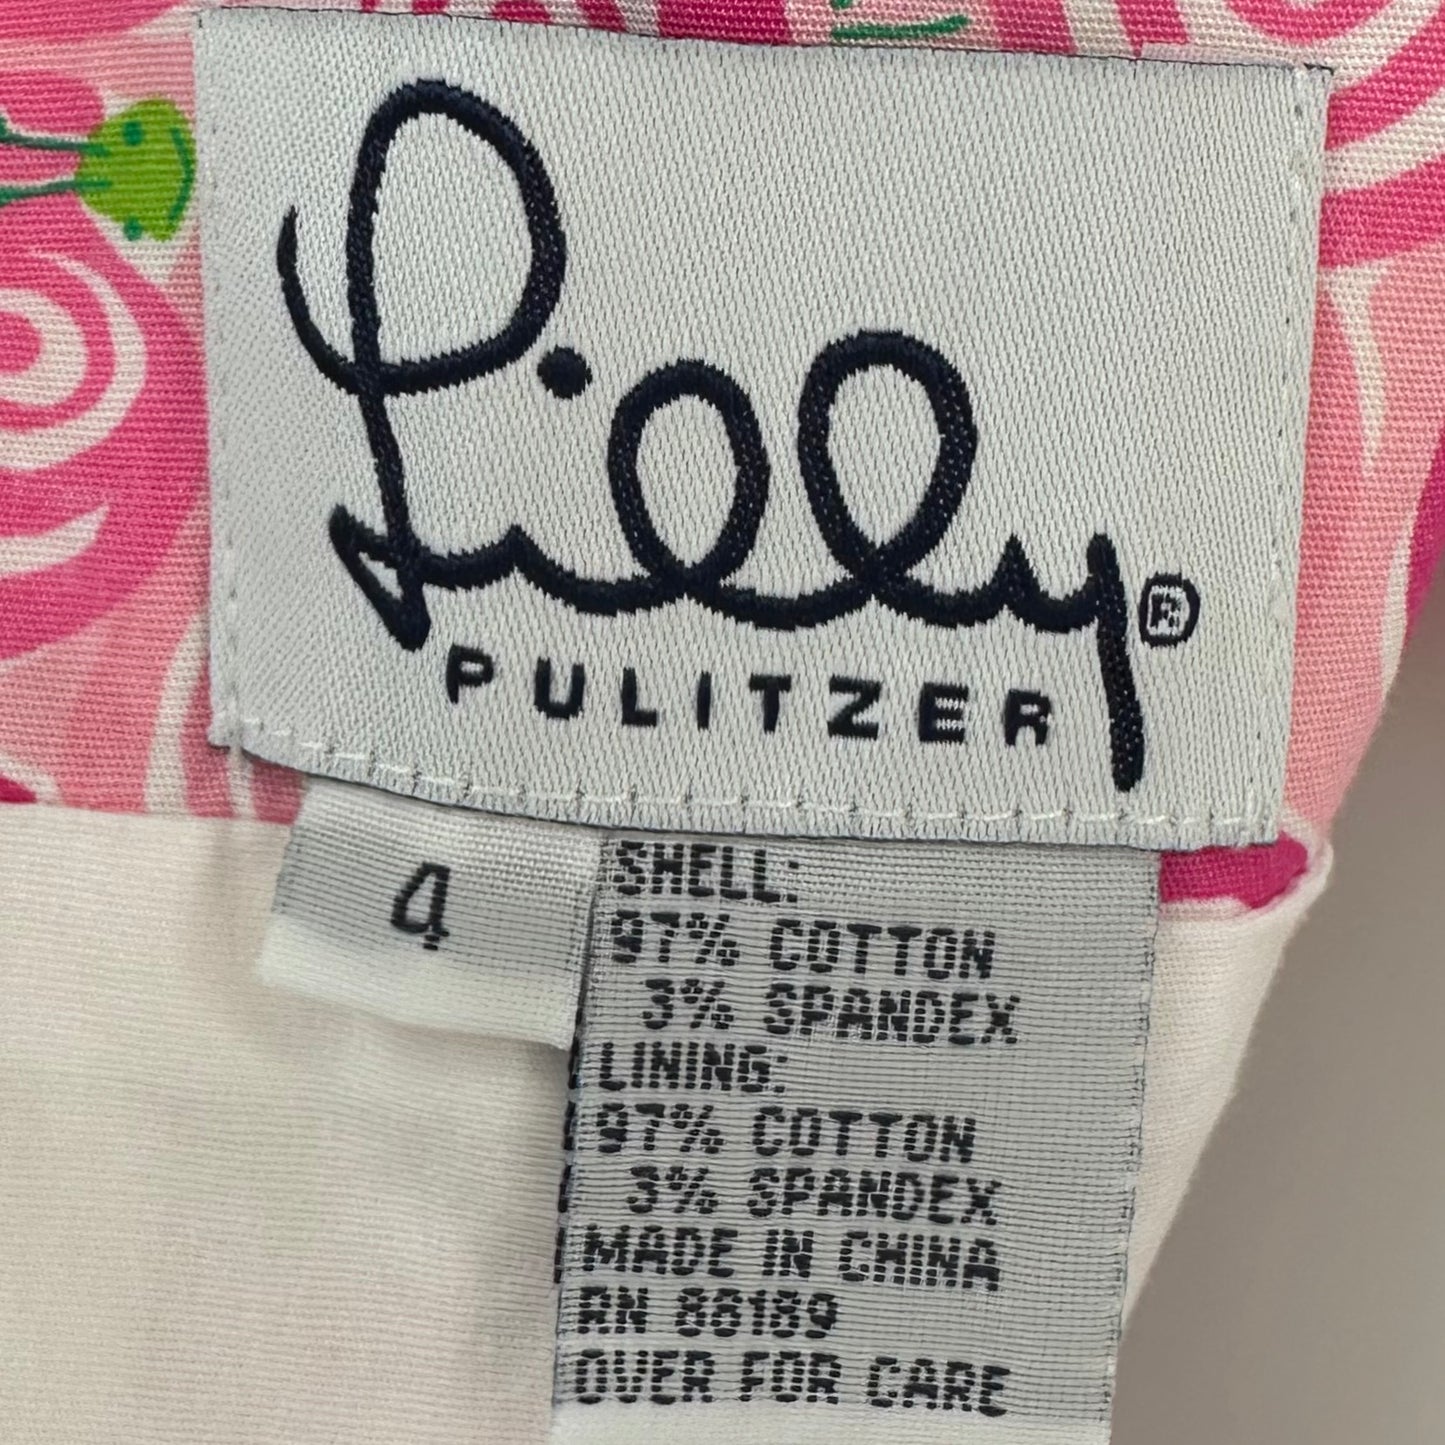 Lilly®
PULITZER
4
SHELL:
97% COTTON
3% SPANDEX
LINING:
97% COTTON
3% SPANDEX
MADE IN CHINA
RN 88189
OVER FOR CARE